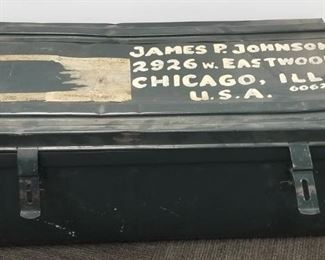 JAMES P. JOHNSON
2926 W. EASTWOOD
CHICAGO, ILL.
U.S.A.